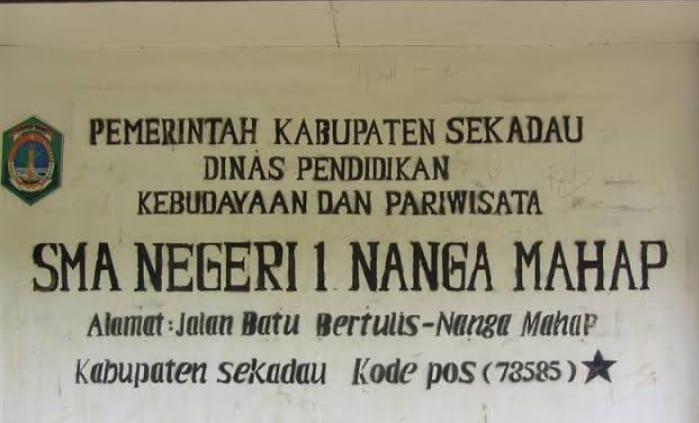 PEMERINTAH KABUPATEN SEKADAU
DINAS PENDIDIKAN
KEBUDAYAAN DAN PARIWISATA
SMA NEGERI 1 NANGA MAHAP
Alamat : Jalan Batu Bertulis - Nanga Mahap
Kabupaten sekadau Kode pos (78585) ★